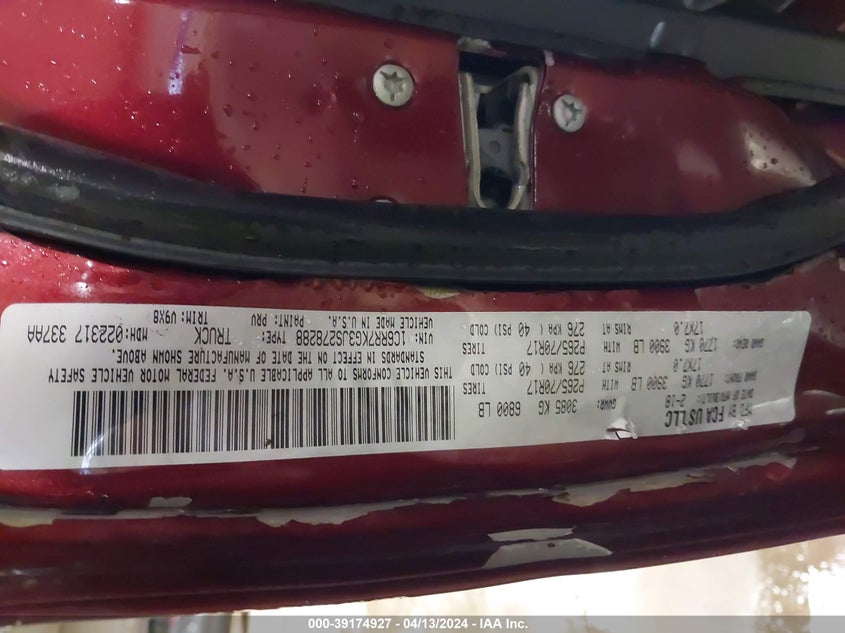 MFD BY FCA US LLC
DATE OF MFR/BUILT: 2-18
GVWR: 3085 KG 6800 LB
GAWR FRONT: 1770 KG 3900 LB
WITH P265/70R17 TIRES
17X7.0 RIMS AT 276 KPA ( 40 PSI) COLD
GAWR REAR: 1770 KG 3900 LB
WITH P265/70R17 TIRES
17X7.0 RIMS AT 276 KPA ( 40 PSI) COLD
THIS VEHICLE CONFORMS TO ALL APPLICABLE U.S.A. FEDERAL MOTOR VEHICLE SAFETY
STANDARDS IN EFFECT ON THE DATE OF MANUFACTURE SHOWN ABOVE.
VIN: 1C6RR7XG3JS278288 TYPE: TRUCK MDH: 022317 337AA
VEHICLE MADE IN U.S.A. PAINT: PRV TRIM: V9X8
000-39174927 - 04/13/2024 - IAA Inc.